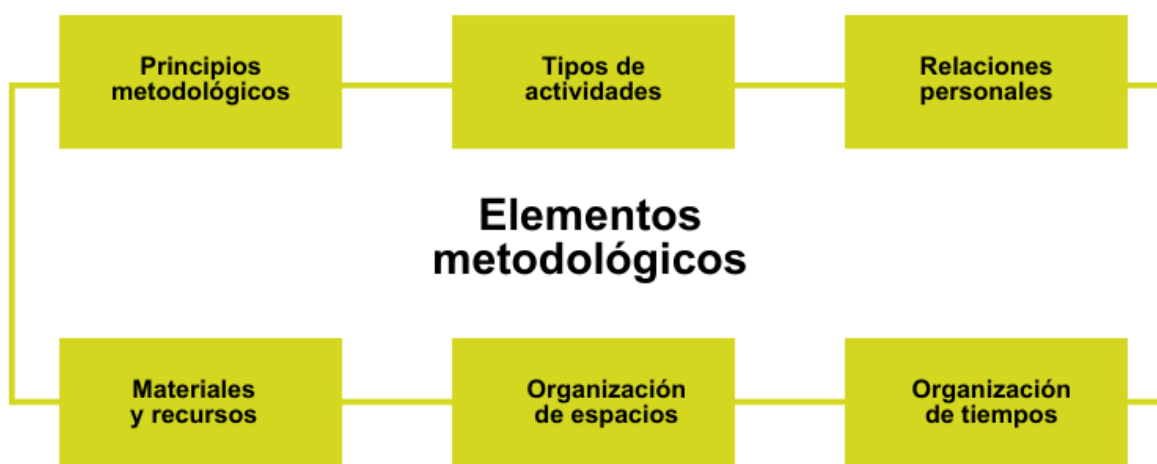 Principios
metodológicos
Tipos de
actividades
Relaciones
personales
Elementos
metodológicos
Materiales
y recursos
Organización
de espacios
Organización
de tiempos